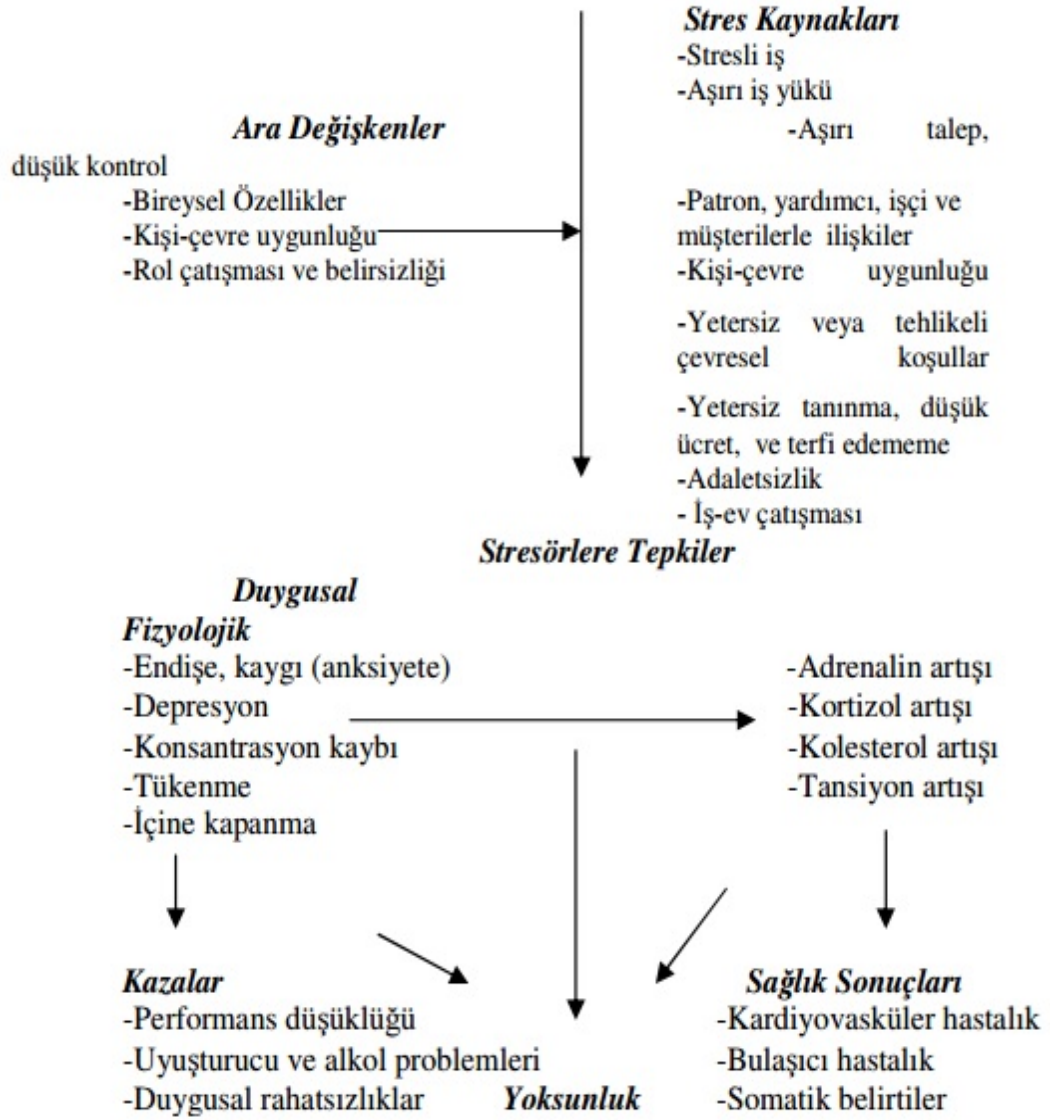 Stres Kaynakları
-Stresli iş
-Aşırı iş yükü
Ara Değişkenler
-Aşırı talep,
düşük kontrol
-Bireysel Özellikler
-Kişi-çevre uygunluğu
-Rol çatışması ve belirsizliği
-Patron, yardımcı, işçi ve
müşterilerle ilişkiler
-Kişi-çevre uygunluğu
-Yetersiz veya tehlikeli
çevresel koşullar
-Yetersiz tanınma, düşük
ücret, ve terfi edememe
-Adaletsizlik
- İş-ev çatışması
Stresörlere Tepkiler
Duygusal
Fizyolojik
-Endişe, kaygı (anksiyete)
-Depresyon
-Konsantrasyon kaybı
-Tükenme
-İçine kapanma
-Adrenalin artışı
-Kortizol artışı
-Kolesterol artışı
-Tansiyon artışı
Kazalar
-Performans düşüklüğü
-Uyuşturucu ve alkol problemleri
-Duygusal rahatsızlıklar
Yoksunluk
Sağlık Sonuçları
-Kardiyovasküler hastalık
-Bulaşıcı hastalık
-Somatik belirtiler